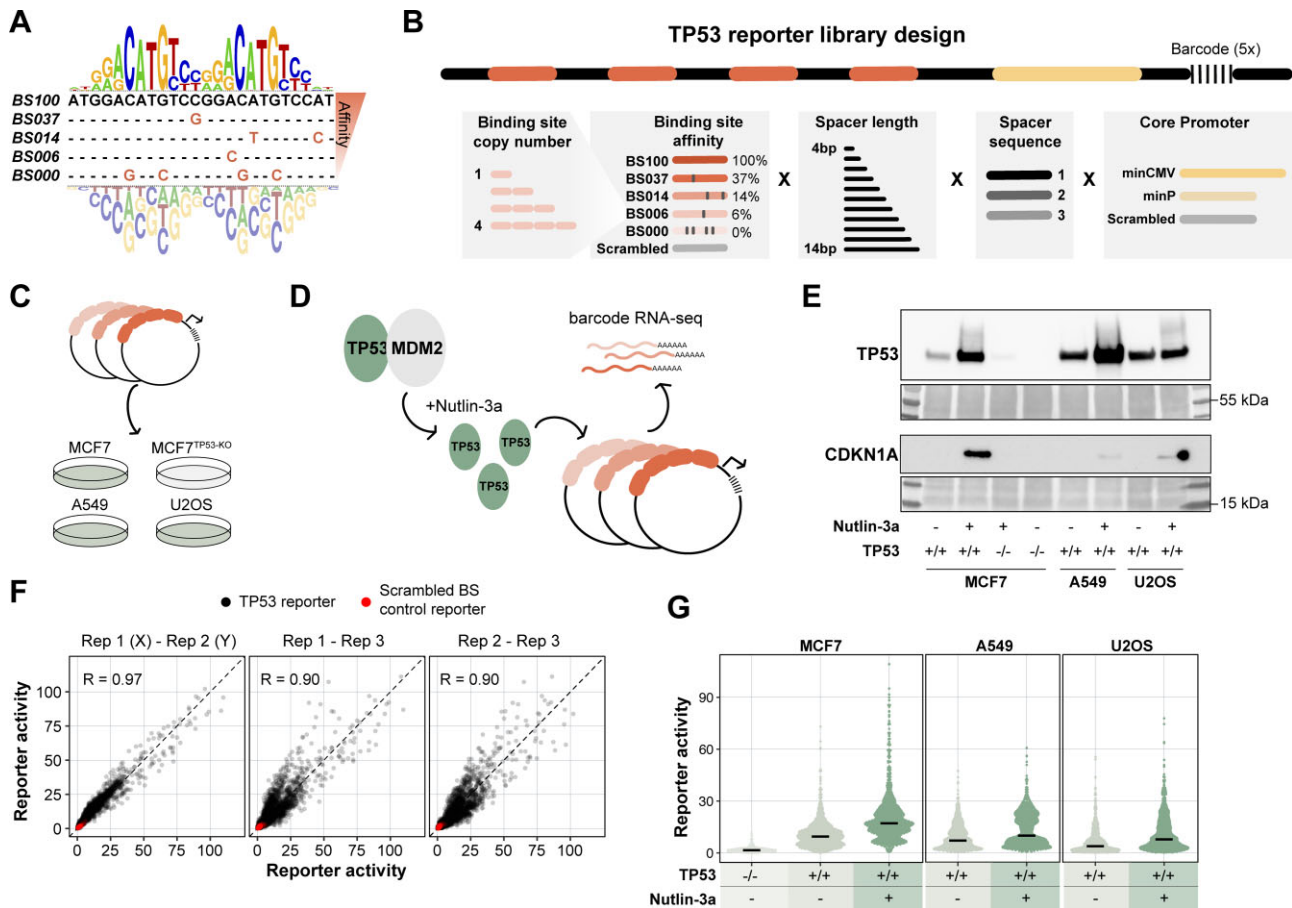 A
BS100 ATGGACATGTCCGGACATGTCCAT
BS037 - - - - - - - - - - - G - - - - - - - - - - - -
BS014 - - - - - - - - - - - - - - - - T - - - - - C -
BS006 - - - - - - - - - - - - - - C - - - - - - - - -
BS000 - - - - - G - - C - - - - - - G - - C - - - - -
Affinity
B
TP53 reporter library design
Barcode (5x)
Binding site
copy number
1
4
Binding site
affinity
BS100 100%
BS037 37%
BS014 14%
BS006 6%
BS000 0%
Scrambled
X
Spacer length
4bp
14bp
X
Spacer
sequence
1
2
3
X
Core Promoter
minCMV
minP
Scrambled
C
MCF7 MCF7TP53-KO
A549 U2OS
D
TP53 MDM2
+Nutlin-3a
TP53
TP53
TP53
barcode RNA-seq
AAAAAA
AAAAAA
AAAAAA
E
TP53
55 kDa
CDKN1A
15 kDa
Nutlin-3a - + + - - + - +
TP53 +/+ +/+ -/- -/- +/+ +/+ +/+ +/+
MCF7 A549 U2OS
F
TP53 reporter
Scrambled BS
control reporter
Rep 1 (X) - Rep 2 (Y) Rep 1 - Rep 3 Rep 2 - Rep 3
R = 0.97 R = 0.90 R = 0.90
Reporter activity
100
75
50
25
0
0 25 50 75 100 0 25 50 75 100 0 25 50 75 100
Reporter activity
G
MCF7 A549 U2OS
Reporter activity
90
60
30
0
TP53 -/- +/+ +/+ +/+ +/+ +/+ +/+
Nutlin-3a - - + - + - +